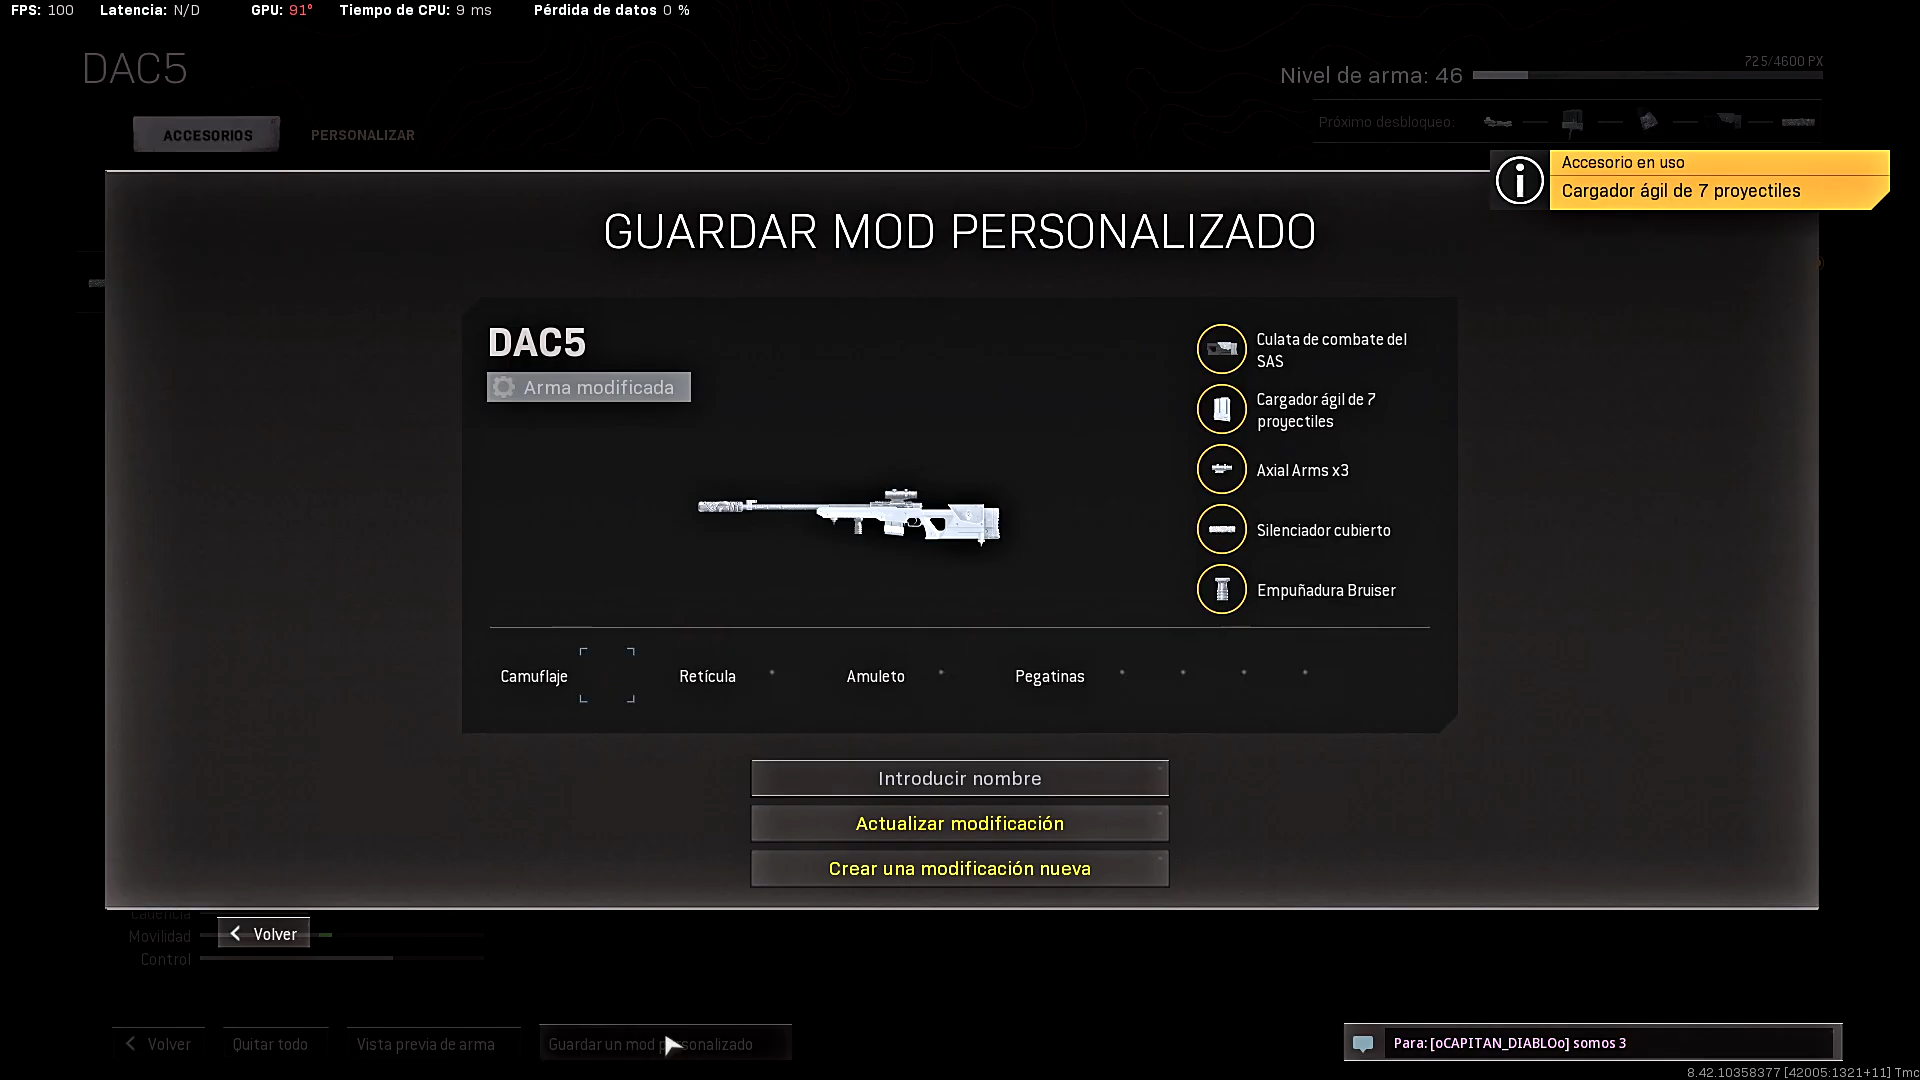 FPS: 100 Latencia: N/D GPU: 91° Tiempo de CPU: 9 ms Pérdida de datos 0 %
DAC5
725/4600 PX
Nivel de arma: 46
ACCESORIOS PERSONALIZAR
Próximo desbloqueo:
Accesorio en uso
Cargador ágil de 7 proyectiles
GUARDAR MOD PERSONALIZADO
DAC5
Arma modificada
Culata de combate del
SAS
Cargador ágil de 7
proyectiles
Axial Arms x3
Silenciador cubierto
Empuñadura Bruiser
Camuflaje Retícula Amuleto Pegatinas
Introducir nombre
Actualizar modificación
Crear una modificación nueva
Cadencia
Movilidad
Volver
Control
Volver Quitar todo Vista previa de arma Guardar un mod personalizado
Para: [oCAPITAN_DIABLOo] somos 3
8.42.10358377 [42005:1321+11] Tmc